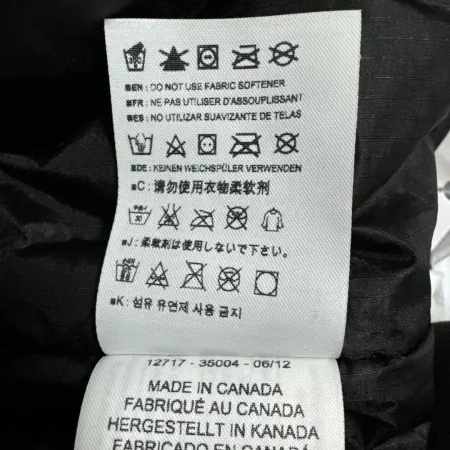 ■EN : DO NOT USE FABRIC SOFTENER
■FR : NE PAS UTILISER D'ASSOUPLISSANT
■ES : NO UTILIZAR SUAVIZANTE DE TELAS
■DE : KEINEN WEICHSPÜLER VERWENDEN
■C : 请勿使用衣物柔软剂
■J : 柔軟剤は使用しないで下さい。
■K : 섬유 유연제 사용 금지
12717 - 35004 - 06/12
MADE IN CANADA
FABRIQUÉ AU CANADA
HERGESTELLT IN KANADA
FABRICADO EN CANADÁ